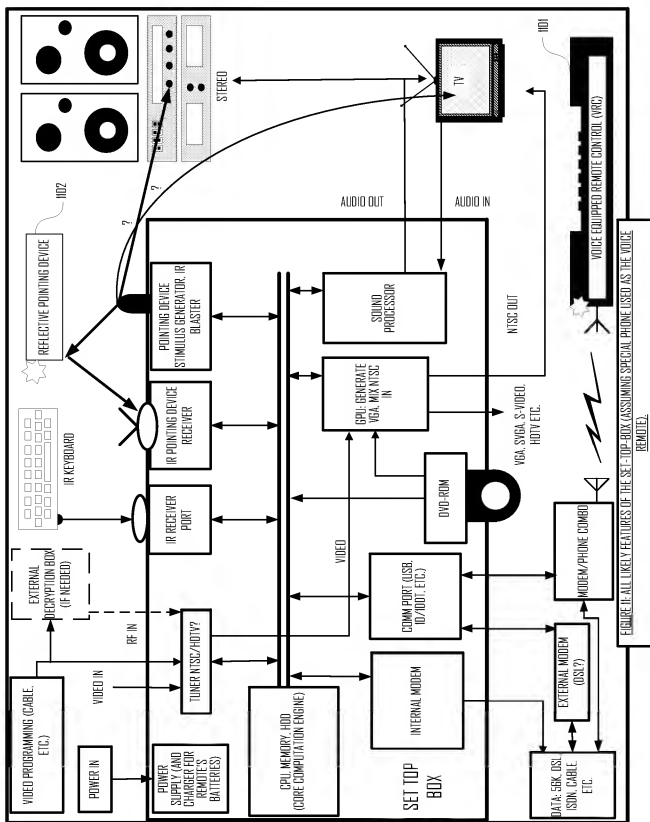 VIDEO PROGRAMMING (CABLE,
ETC.)
EXTERNAL
DECRYPTION BOX
(IF NEEDED)
IR KEYBOARD
REFLECTIVE POINTING DEVICE
1102
POWER IN
VIDEO IN
RF IN
?
?
STEREO
POWER
SUPPLY (AND
CHARGER FOR
REMOTE'S
BATTERIES)
TUNER NTSC/HDTV?
IR RECEIVER
PORT
IR POINTING DEVICE
RECEIVER
POINTING DEVICE
STIMULUS GENERATOR, IR
BLASTER
CPU, MEMORY, HDD
(CORE COMPUTATION ENGINE)
VIDEO
AUDIO OUT
TV
AUDIO IN
SET TOP
BOX
INTERNAL MODEM
COMM PORT (USB,
10/100T, ETC.)
DVD-ROM
GPU: GENERATE
VGA, MIX NTSC
IN
SOUND
PROCESSOR
VGA, SVGA, S-VIDEO,
HDTV ETC.
NTSC OUT
DATA: 56K, DSL,
ISDN, CABLE
ETC.
EXTERNAL MODEM
(DSL?)
MODEM/PHONE COMBO
VOICE EQUIPPED REMOTE CONTROL (VRC)
1101
FIGURE 11: ALL LIKELY FEATURES OF THE SET-TOP-BOX (ASSUMING SPECIAL PHONE USED AS THE VOICE
REMOTE).